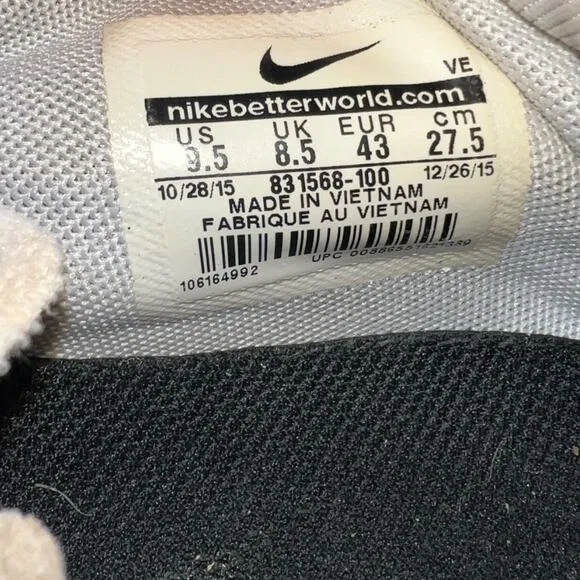 VE
nikebetterworld.com
US UK EUR cm
9.5 8.5 43 27.5
10/28/15 831568-100 12/26/15
MADE IN VIETNAM
FABRIQUE AU VIETNAM
106164992 UPC